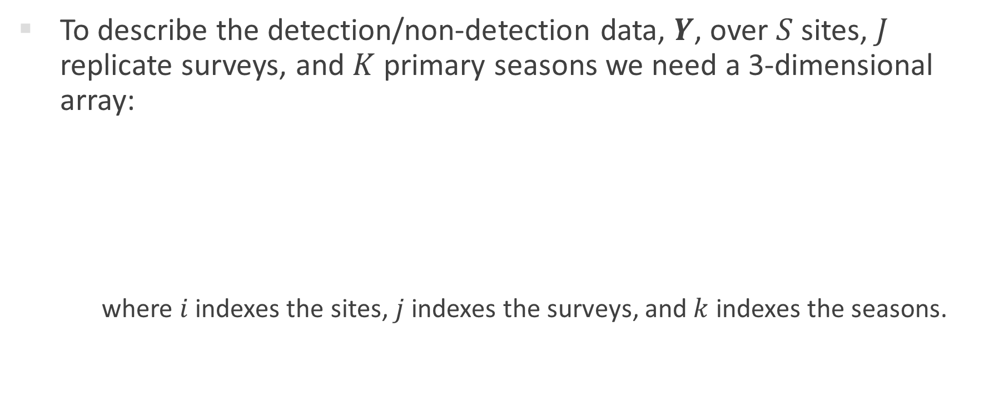 To describe the detection/non-detection data, Y, over S sites, J
replicate surveys, and K primary seasons we need a 3-dimensional
array:
where i indexes the sites, j indexes the surveys, and k indexes the seasons.